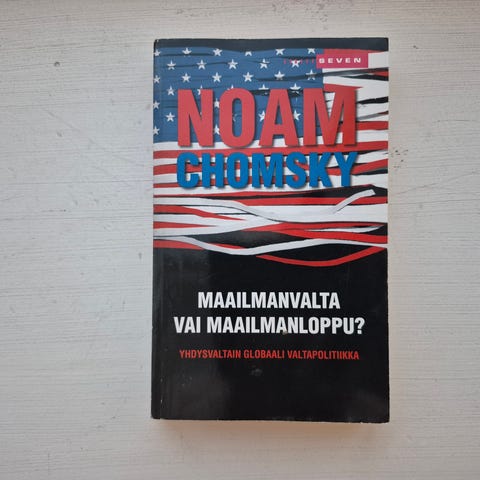 SEVEN
NOAM
CHOMSKY
MAAILMANVALTA
VAI MAAILMANLOPPU?
YHDYSVALTAIN GLOBAALI VALTAPOLITIIKKA